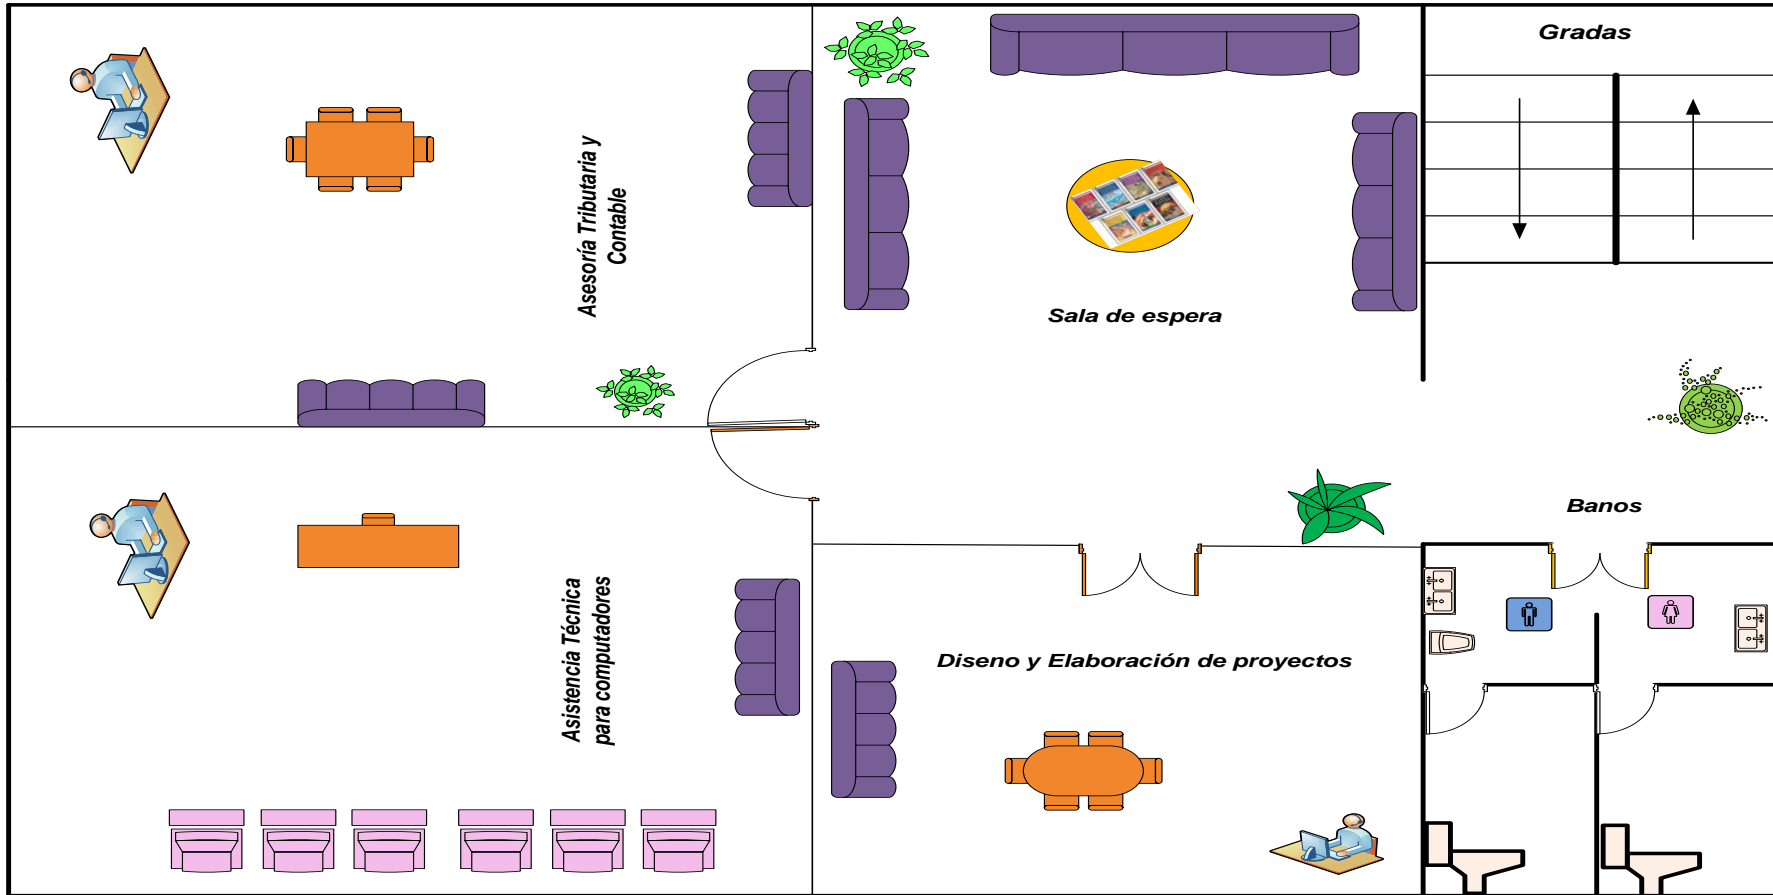 Gradas
Asesoría Tributaria y
Contable
Sala de espera
Banos
Asistencia Técnica
para computadores
Diseno y Elaboración de proyectos